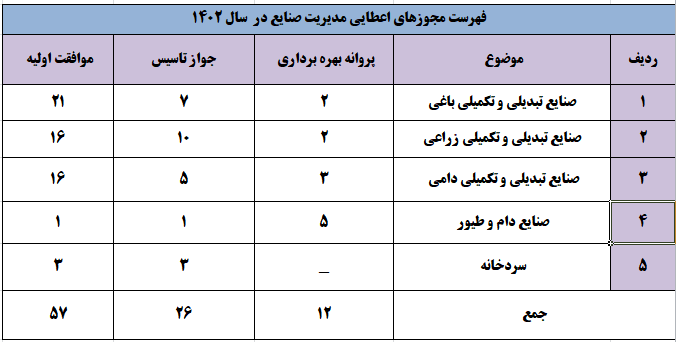 فهرست مجوزهای اعطایی مدیریت صنایع در سال ۱۴۰۲
ردیف موضوع پروانه بهره برداری جواز تاسیس موافقت اولیه
۱ صنایع تبدیلی و تکمیلی باغی ۲ ۷ ۲۱
۲ صنایع تبدیلی و تکمیلی زراعی ۲ ۱۰ ۱۶
۳ صنایع تبدیلی و تکمیلی دامی ۳ ۵ ۱۶
۴ صنایع دام و طیور ۵ ۱ ۱
۵ سردخانه _ ۳ ۳
جمع ۱۲ ۲۶ ۵۷